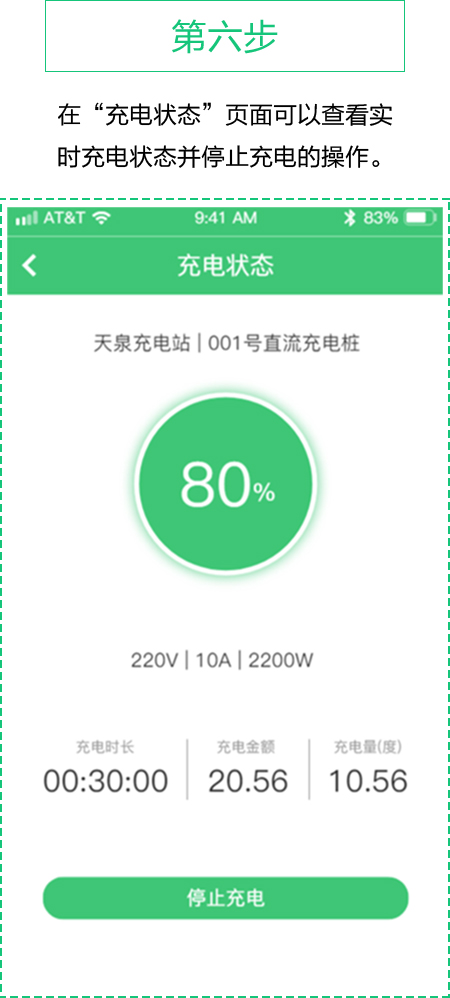 第六步
在“充电状态”页面可以查看实
时充电状态并停止充电的操作。
AT&T 9:41 AM 83%
充电状态
天泉充电站 | 001号直流充电桩
80%
220V | 10A | 2200W
充电时长 充电金额 充电量(度)
00:30:00 20.56 10.56
停止充电